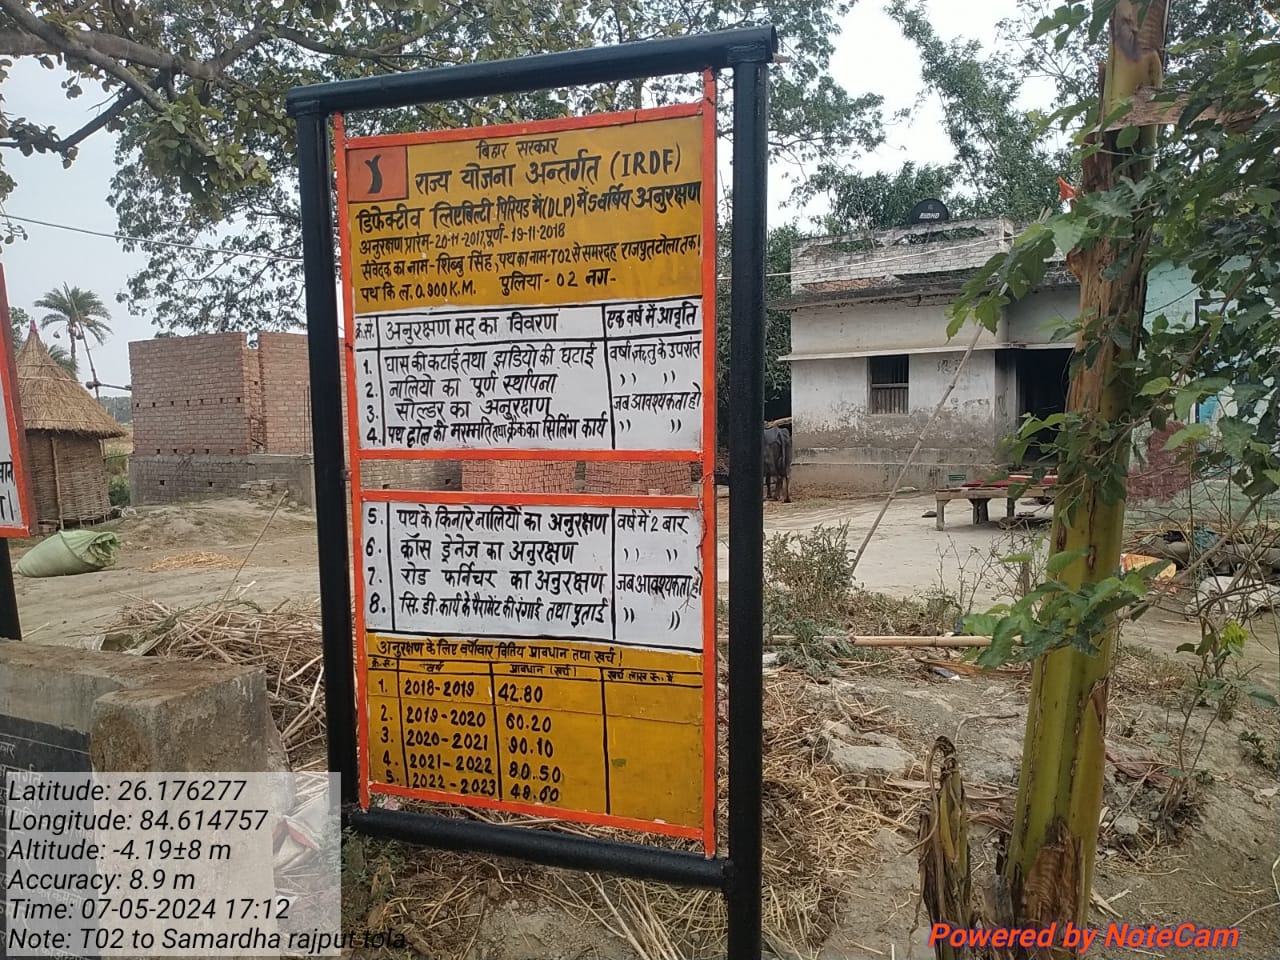 बिहार सरकार
राज्य योजना अन्तर्गत (IRDF)
डिफेक्टीव लिएबिल्टी पिरियड में (DLP) में 5 वर्षिय अनुरक्षण
अनुरक्षण प्रारंभ- 20-11-2017, पूर्ण- 19-11-2018
संवेदक का नाम- शिब्बु सिंह, पथ का नाम- T02 से समरदह राजपुत टोला तक।
पथ कि ल. 0.900 K.M. पुलिया - 02 नग-
क्र.सं. अनुरक्षण मद का विवरण एक वर्ष में आवृति
1. घास की कटाई तथा झाडियो की छटाई वर्षा ऋतु के उपरांत
2. नालियो का पूर्ण स्थापना ,, ,,
3. सोल्डर का अनुरक्षण जब आवश्यकता हो
4. पथ होल की मरम्मति तथा क्रैक का सिलिंग कार्य ,, ,,
5. पथ के किनारे नालियों का अनुरक्षण वर्ष में 2 बार
6. क्रॉस ड्रेनेज का अनुरक्षण ,, ,,
7. रोड फर्निचर का अनुरक्षण जब आवश्यकता हो
8. सि. डी. कार्य के पैरामेंट की रंगाई तथा पुताई ,, ,,
अनुरक्षण के लिए वर्षवार वितिय प्रावधान तथा खर्च!
क्र.सं. वर्ष प्रावधान (खर्च) खर्च लाख रू. में
1. 2018-2019 42.80
2. 2019-2020 60.20
3. 2020-2021 90.10
4. 2021-2022 80.50
5. 2022-2023
Latitude: 26.176277
Longitude: 84.614757
Altitude: -4.19±8 m
Accuracy: 8.9 m
Time: 07-05-2024 17:12
Note: T02 to Samardha rajput tola
Powered by NoteCam